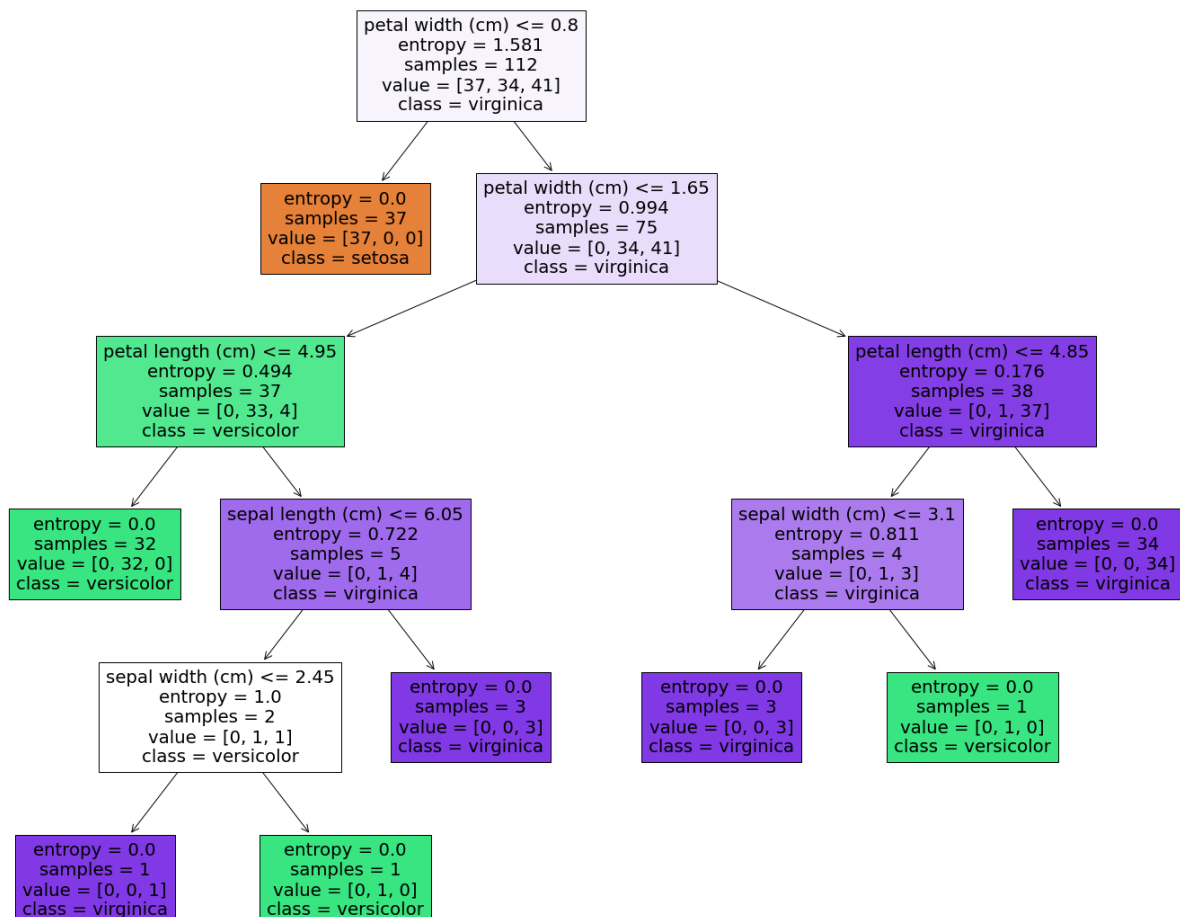 petal width (cm) <= 0.8
entropy = 1.581
samples = 112
value = [37, 34, 41]
class = virginica
entropy = 0.0
samples = 37
value = [37, 0, 0]
class = setosa
petal width (cm) <= 1.65
entropy = 0.994
samples = 75
value = [0, 34, 41]
class = virginica
petal length (cm) <= 4.95
entropy = 0.494
samples = 37
value = [0, 33, 4]
class = versicolor
petal length (cm) <= 4.85
entropy = 0.176
samples = 38
value = [0, 1, 37]
class = virginica
entropy = 0.0
samples = 32
value = [0, 32, 0]
class = versicolor
sepal length (cm) <= 6.05
entropy = 0.722
samples = 5
value = [0, 1, 4]
class = virginica
sepal width (cm) <= 3.1
entropy = 0.811
samples = 4
value = [0, 1, 3]
class = virginica
entropy = 0.0
samples = 34
value = [0, 0, 34]
class = virginica
sepal width (cm) <= 2.45
entropy = 1.0
samples = 2
value = [0, 1, 1]
class = versicolor
entropy = 0.0
samples = 3
value = [0, 0, 3]
class = virginica
entropy = 0.0
samples = 3
value = [0, 0, 3]
class = virginica
entropy = 0.0
samples = 1
value = [0, 1, 0]
class = versicolor
entropy = 0.0
samples = 1
value = [0, 0, 1]
class = virginica
entropy = 0.0
samples = 1
value = [0, 1, 0]
class = versicolor